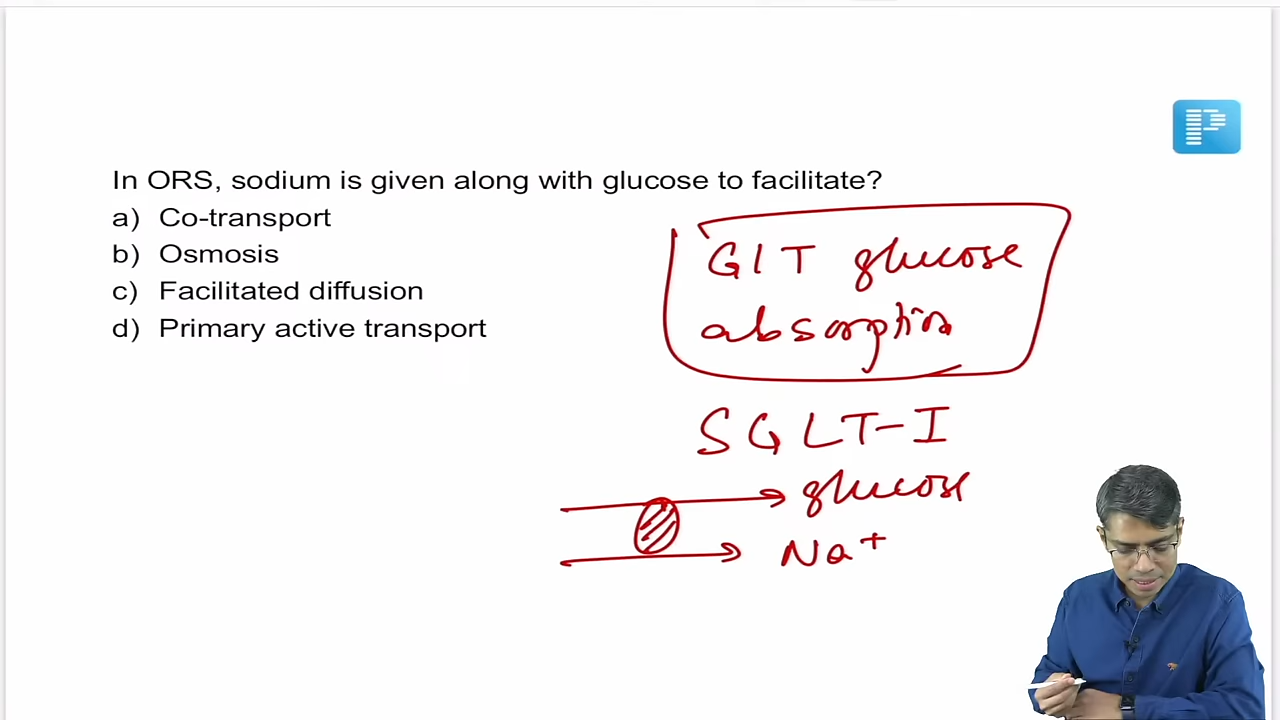 In ORS, sodium is given along with glucose to facilitate?
a) Co-transport
b) Osmosis
c) Facilitated diffusion
d) Primary active transport
GIT glucose
absorption
SGLT-I
glucose
Na+
P